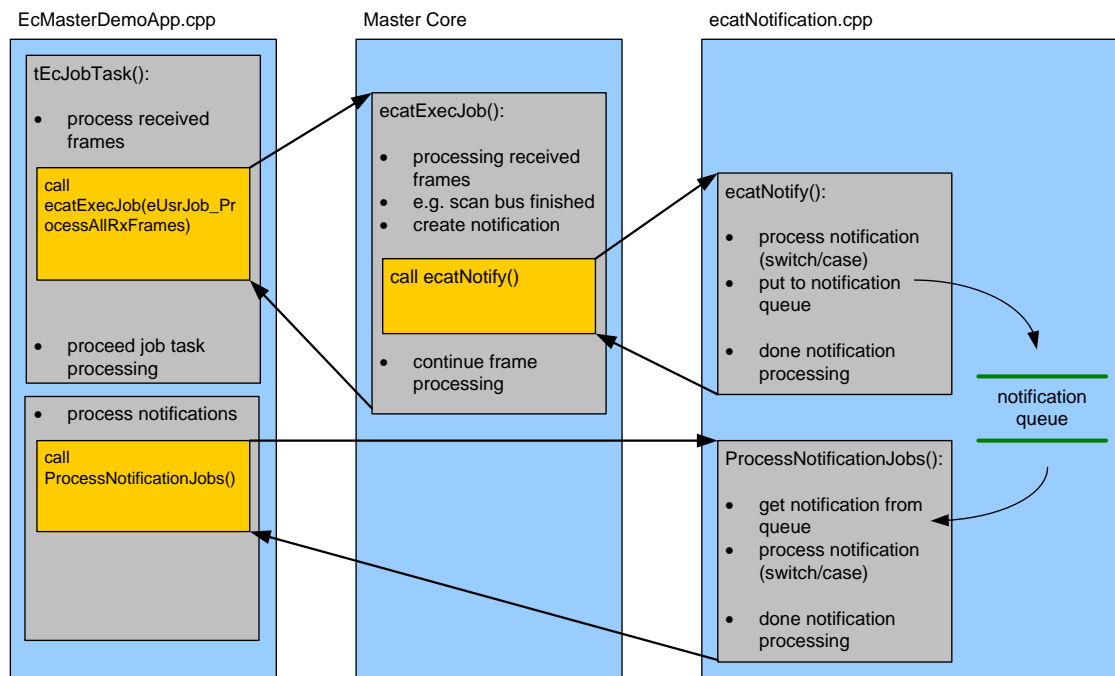 EcMasterDemoApp.cpp
tEcJobTask():
• process received
frames
call
ecatExecJob(eUsrJob_Pr
ocessAllRxFrames)
• proceed job task
processing
• process notifications
call
ProcessNotificationJobs()
Master Core
ecatExecJob():
• processing received
frames
• e.g. scan bus finished
• create notification
call ecatNotify()
• continue frame
processing
ecatNotification.cpp
ecatNotify():
• process notification
(switch/case)
• put to notification
queue
• done notification
processing
notification
queue
ProcessNotificationJobs():
• get notification from
queue
• process notification
(switch/case)
• done notification
processing